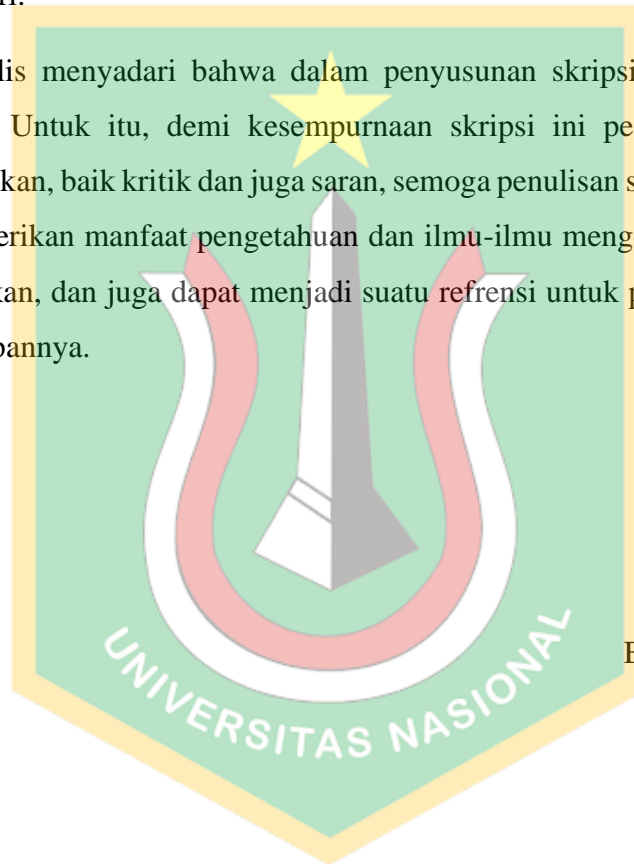 ri.
lis menyadari bahwa dalam penyusunan skripsi
Untuk itu, demi kesempurnaan skripsi ini pe
kan, baik kritik dan juga saran, semoga penulisan s
erikan manfaat pengetahuan dan ilmu-ilmu meng
kan, dan juga dapat menjadi suatu refrensi untuk p
pannya.
E
UNIVERSITAS NASIONAL